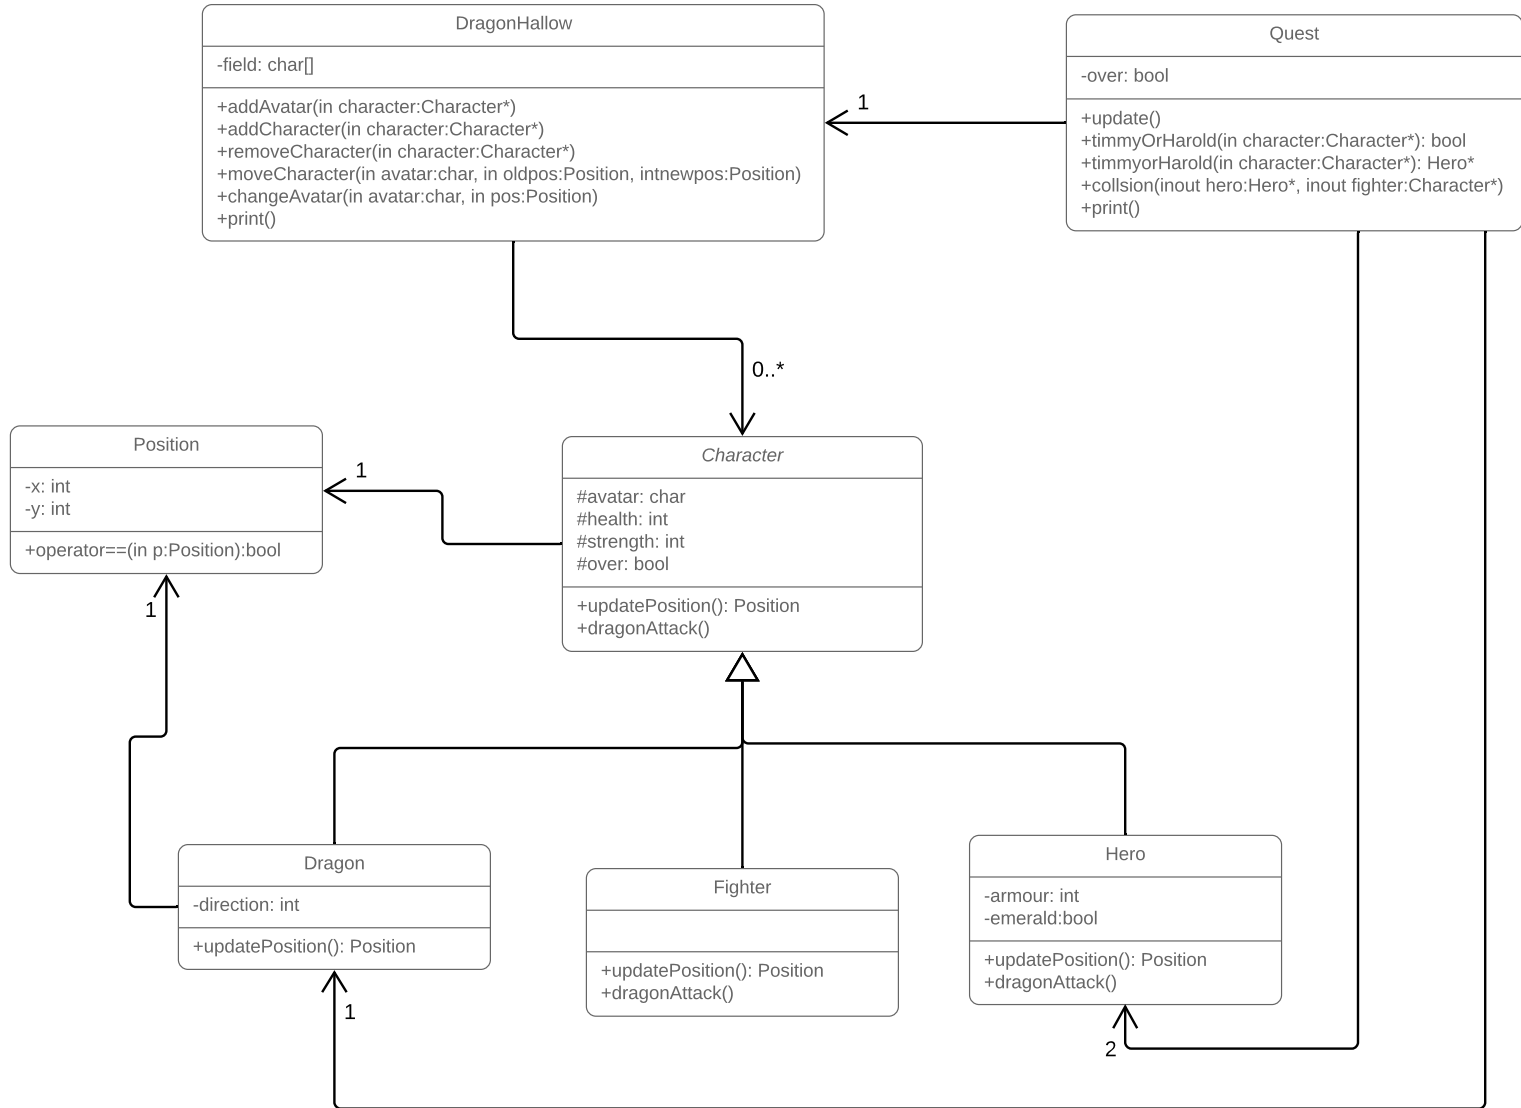 DragonHallow
-field: char[]
+addAvatar(in character:Character*)
+addCharacter(in character:Character*)
+removeCharacter(in character:Character*)
+moveCharacter(in avatar:char, in oldpos:Position, intnewpos:Position)
+changeAvatar(in avatar:char, in pos:Position)
+print()
1
Quest
-over: bool
+update()
+timmyOrHarold(in character:Character*): bool
+timmyorHarold(in character:Character*): Hero*
+collsion(inout hero:Hero*, inout fighter:Character*)
+print()
0..*
Position
-x: int
-y: int
+operator==(in p:Position):bool
1
1
Character
#avatar: char
#health: int
#strength: int
#over: bool
+updatePosition(): Position
+dragonAttack()
Dragon
-direction: int
+updatePosition(): Position
1
Fighter
+updatePosition(): Position
+dragonAttack()
Hero
-armour: int
-emerald:bool
+updatePosition(): Position
+dragonAttack()
2